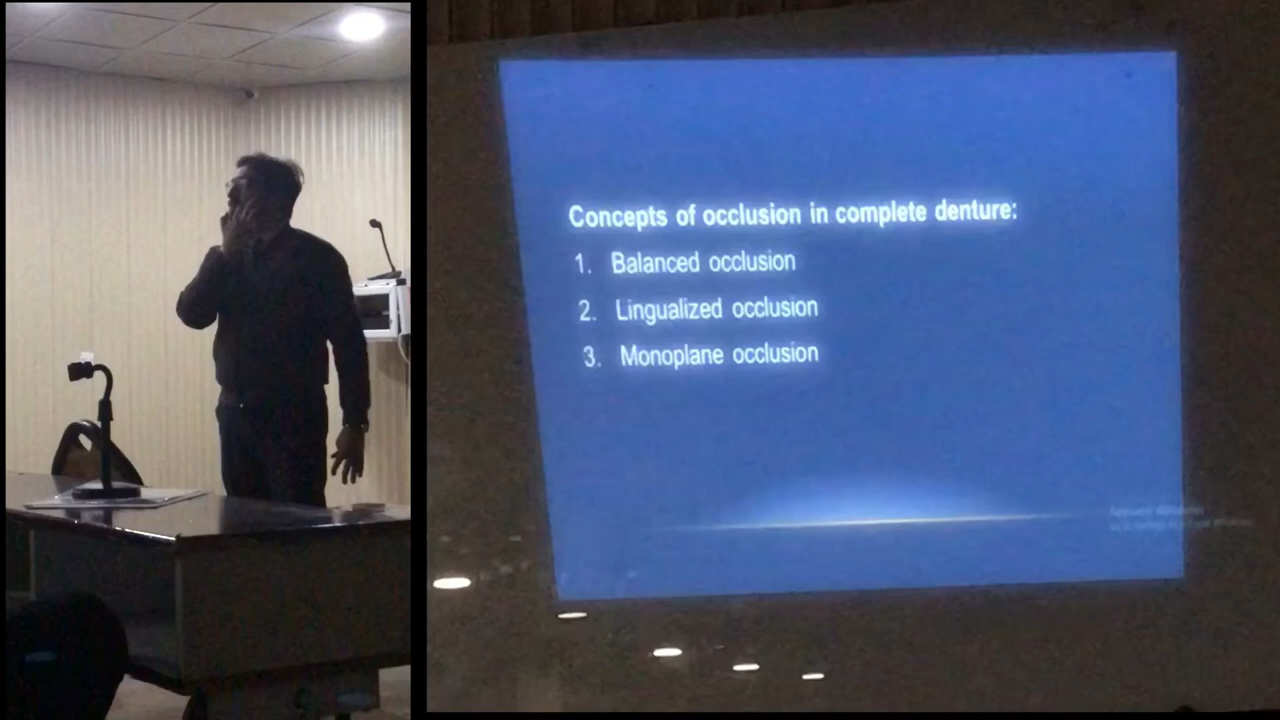 Concepts of occlusion in complete denture:
1. Balanced occlusion
2. Lingualized occlusion
3. Monoplane occlusion